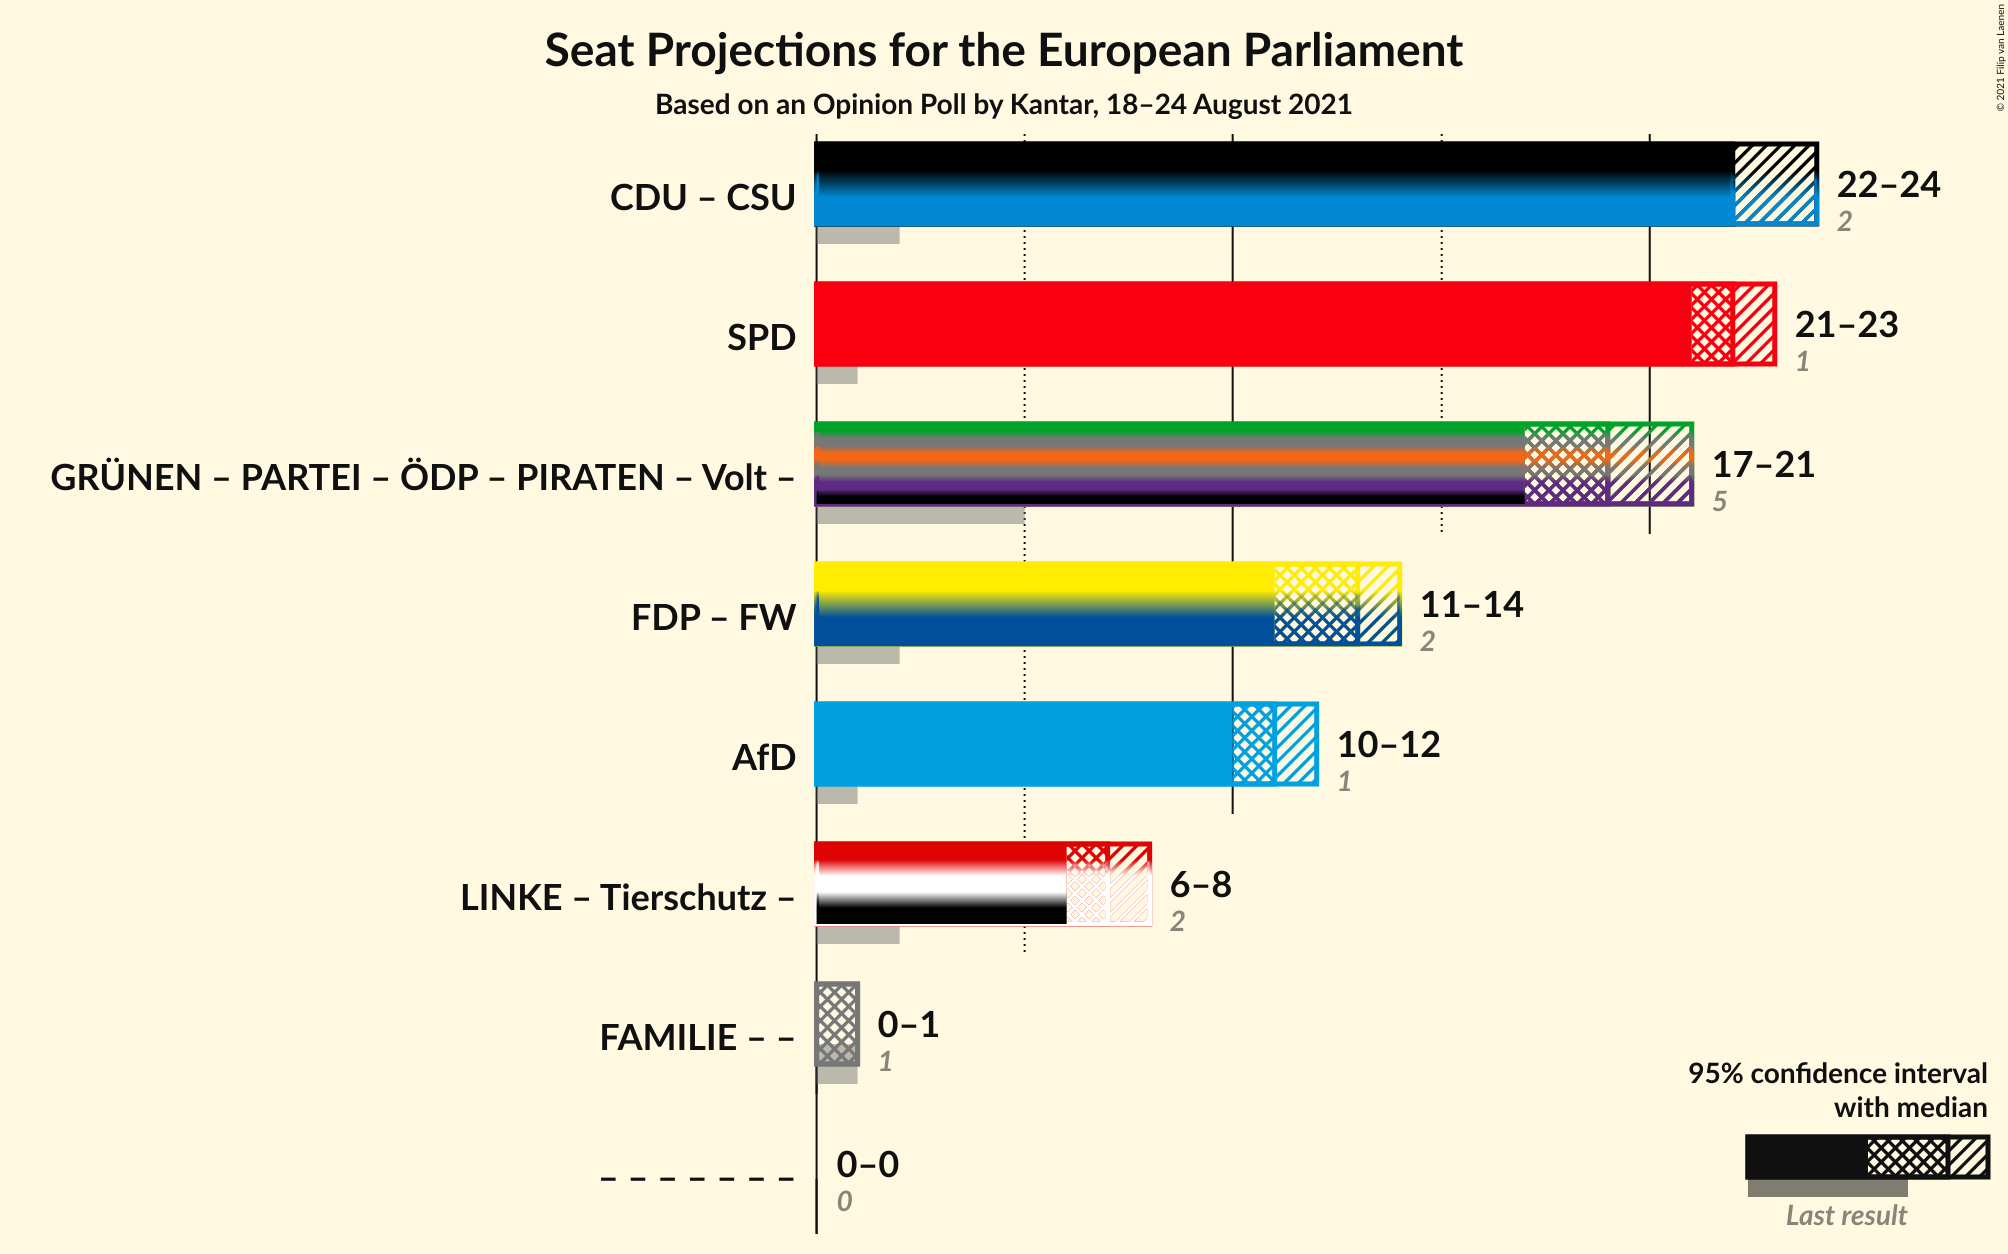 Seat Projections for the European Parliament
Based on an Opinion Poll by Kantar, 18–24 August 2021
© 2021 Filip van Laenen
CDU – CSU
22–24
2
SPD
21–23
1
GRÜNEN – PARTEI – ÖDP – PIRATEN – Volt –
17–21
5
FDP – FW
11–14
2
AfD
10–12
1
LINKE – Tierschutz –
6–8
2
FAMILIE – –
0–1
1
– – – – – – –
0–0
0
95% confidence interval
with median
Last result